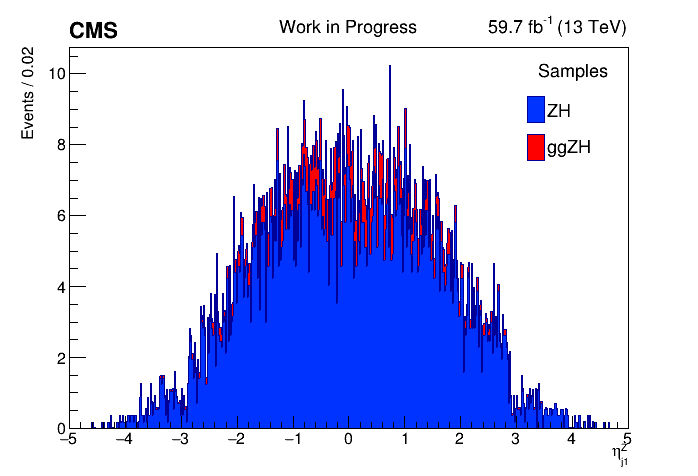 CMS Work in Progress 59.7 fb⁻¹ (13 TeV)
Events / 0.02
Samples
ZH
ggZH
10
8
6
4
2
0
−5 −4 −3 −2 −1 0 1 2 3 4 5
η²j1